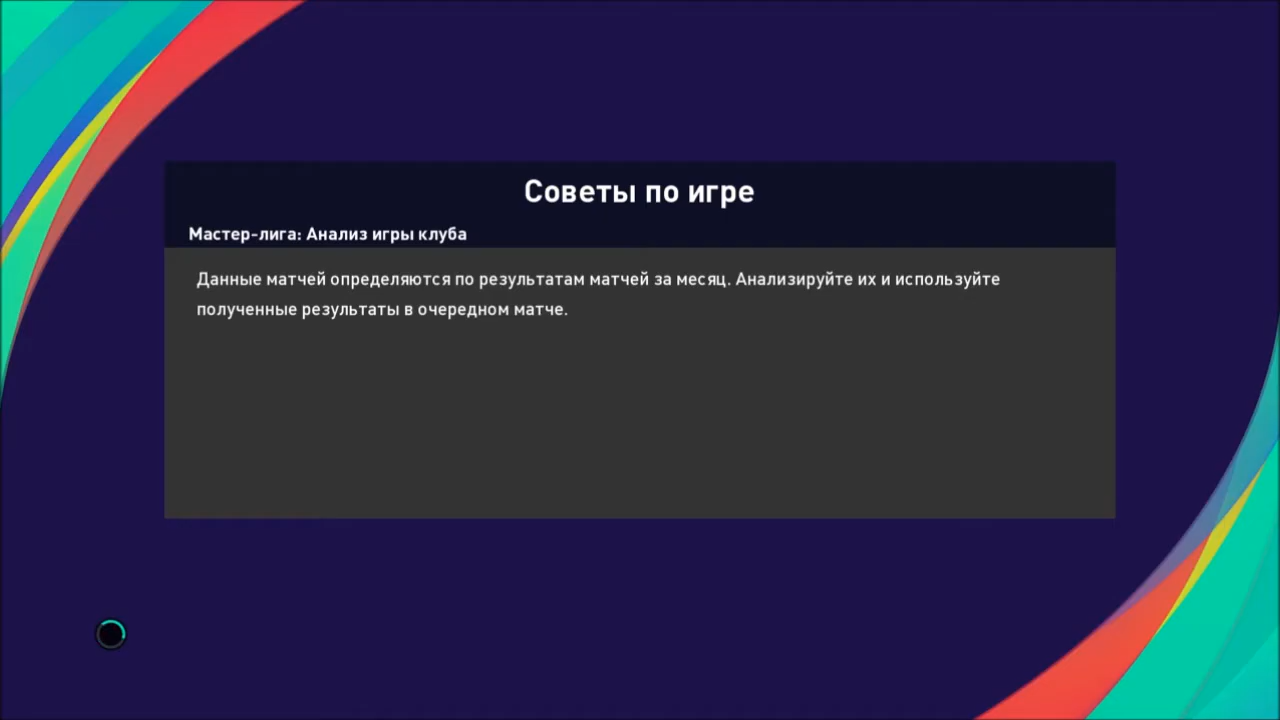 Советы по игре
Мастер-лига: Анализ игры клуба
Данные матчей определяются по результатам матчей за месяц. Анализируйте их и используйте
полученные результаты в очередном матче.